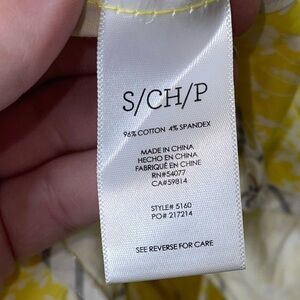 S/CH/P
96% COTTON 4% SPANDEX
MADE IN CHINA
HECHO EN CHINA
FABRIQUÉ EN CHINE
RN#54077
CA#59814
STYLE# 5160
PO# 217214
SEE REVERSE FOR CARE